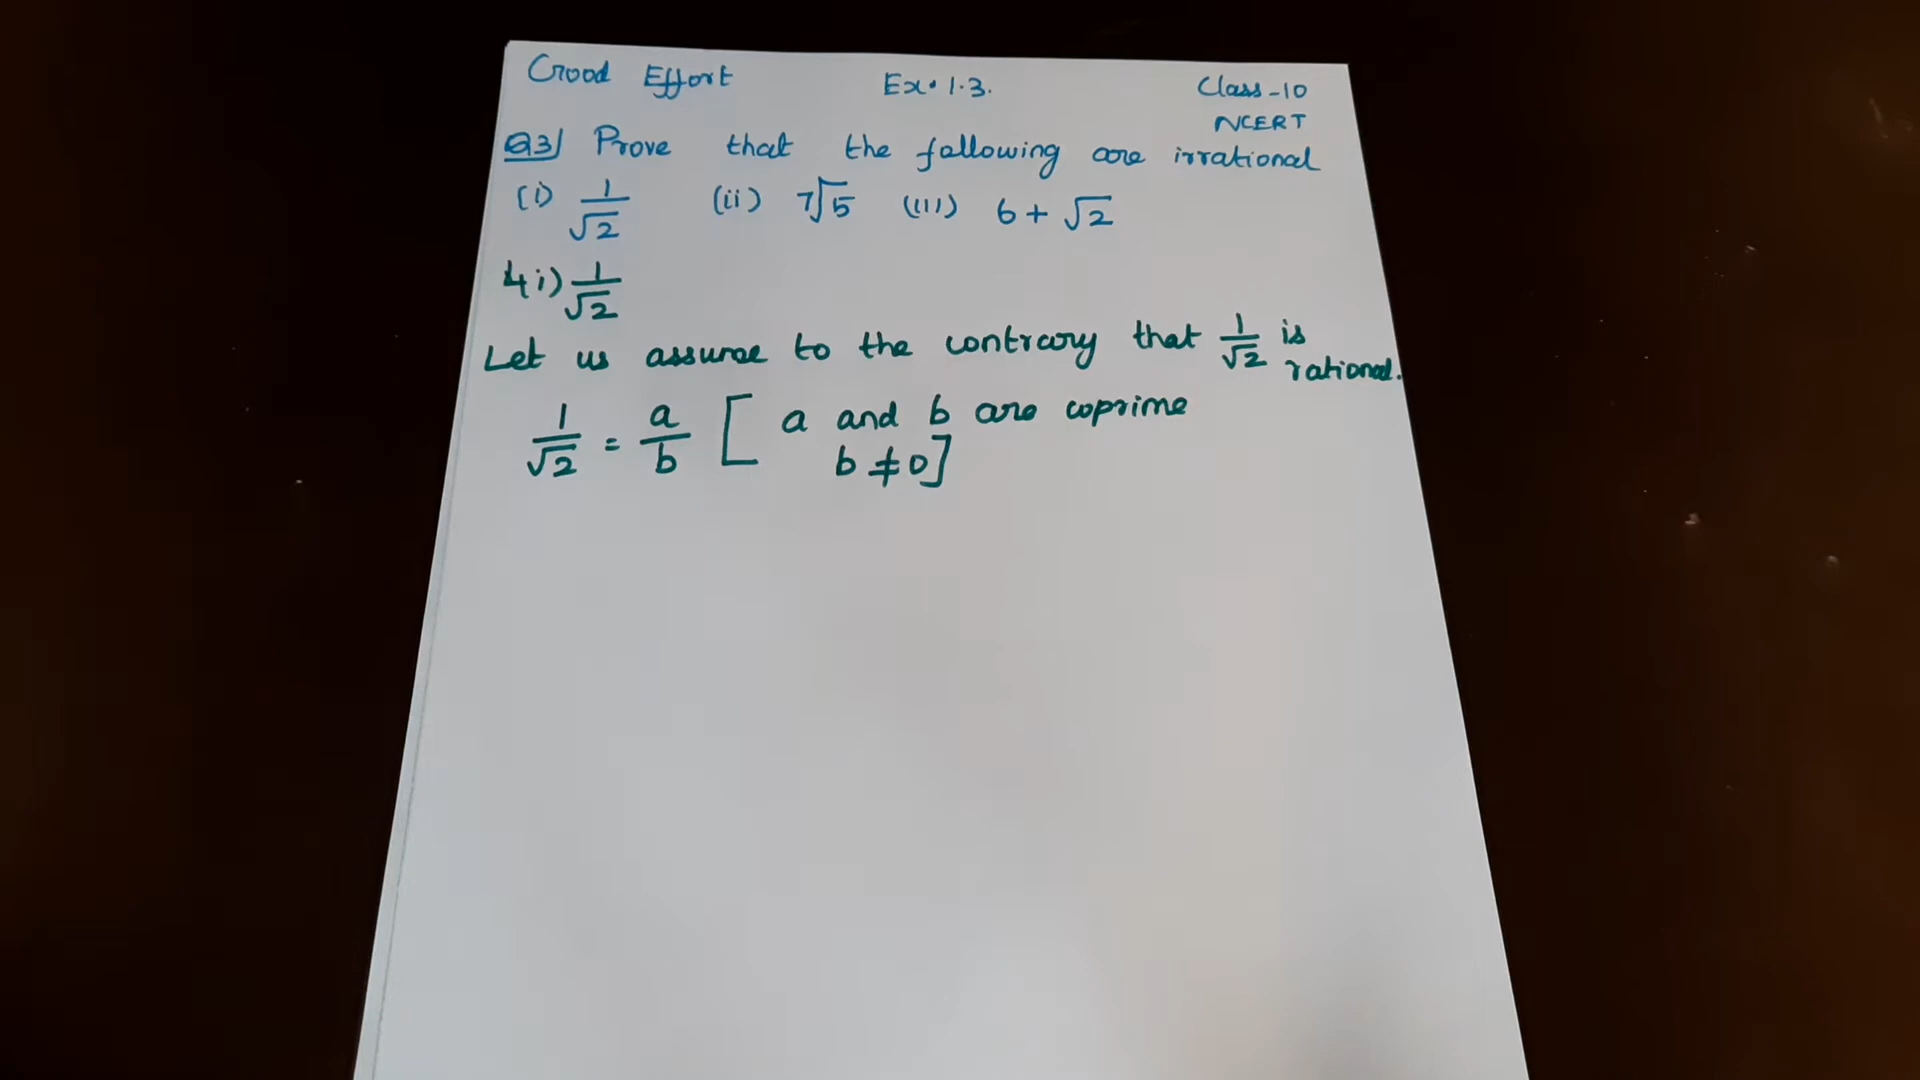 Good Effort Ex. 1.3. Class-10
NCERT
Q3) Prove that the following are irrational
(i) 1/√2 (ii) 7√5 (iii) 6 + √2
i) 1/√2
Let us assume to the contrary that 1/√2 is
rational.
1/√2 = a/b [ a and b are coprime
b ≠ 0]